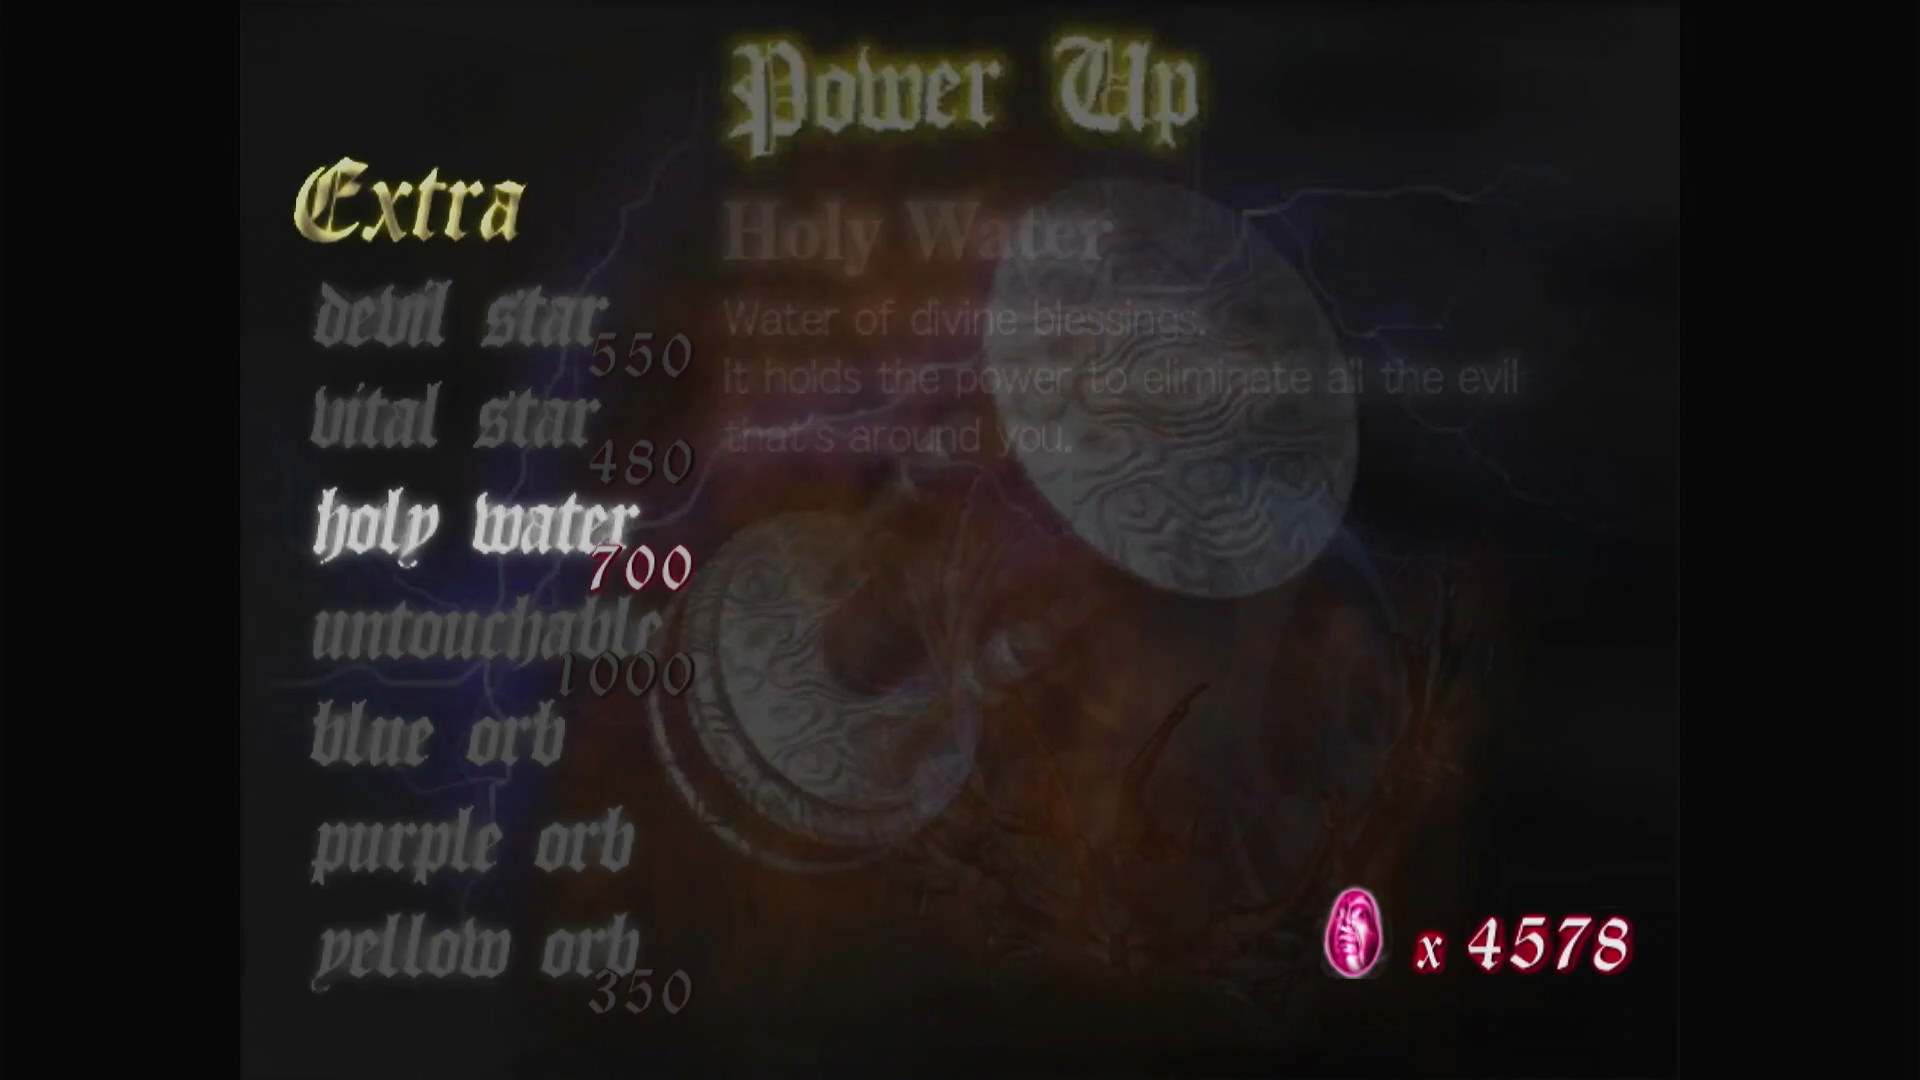 Power Up
Extra
devil star
550
vital star
480
holy water
700
untouchable
1000
blue orb
purple orb
yellow orb
350
Holy Water
Water of divine blessings.
It holds the power to eliminate all the evil
that's around you.
x 4578